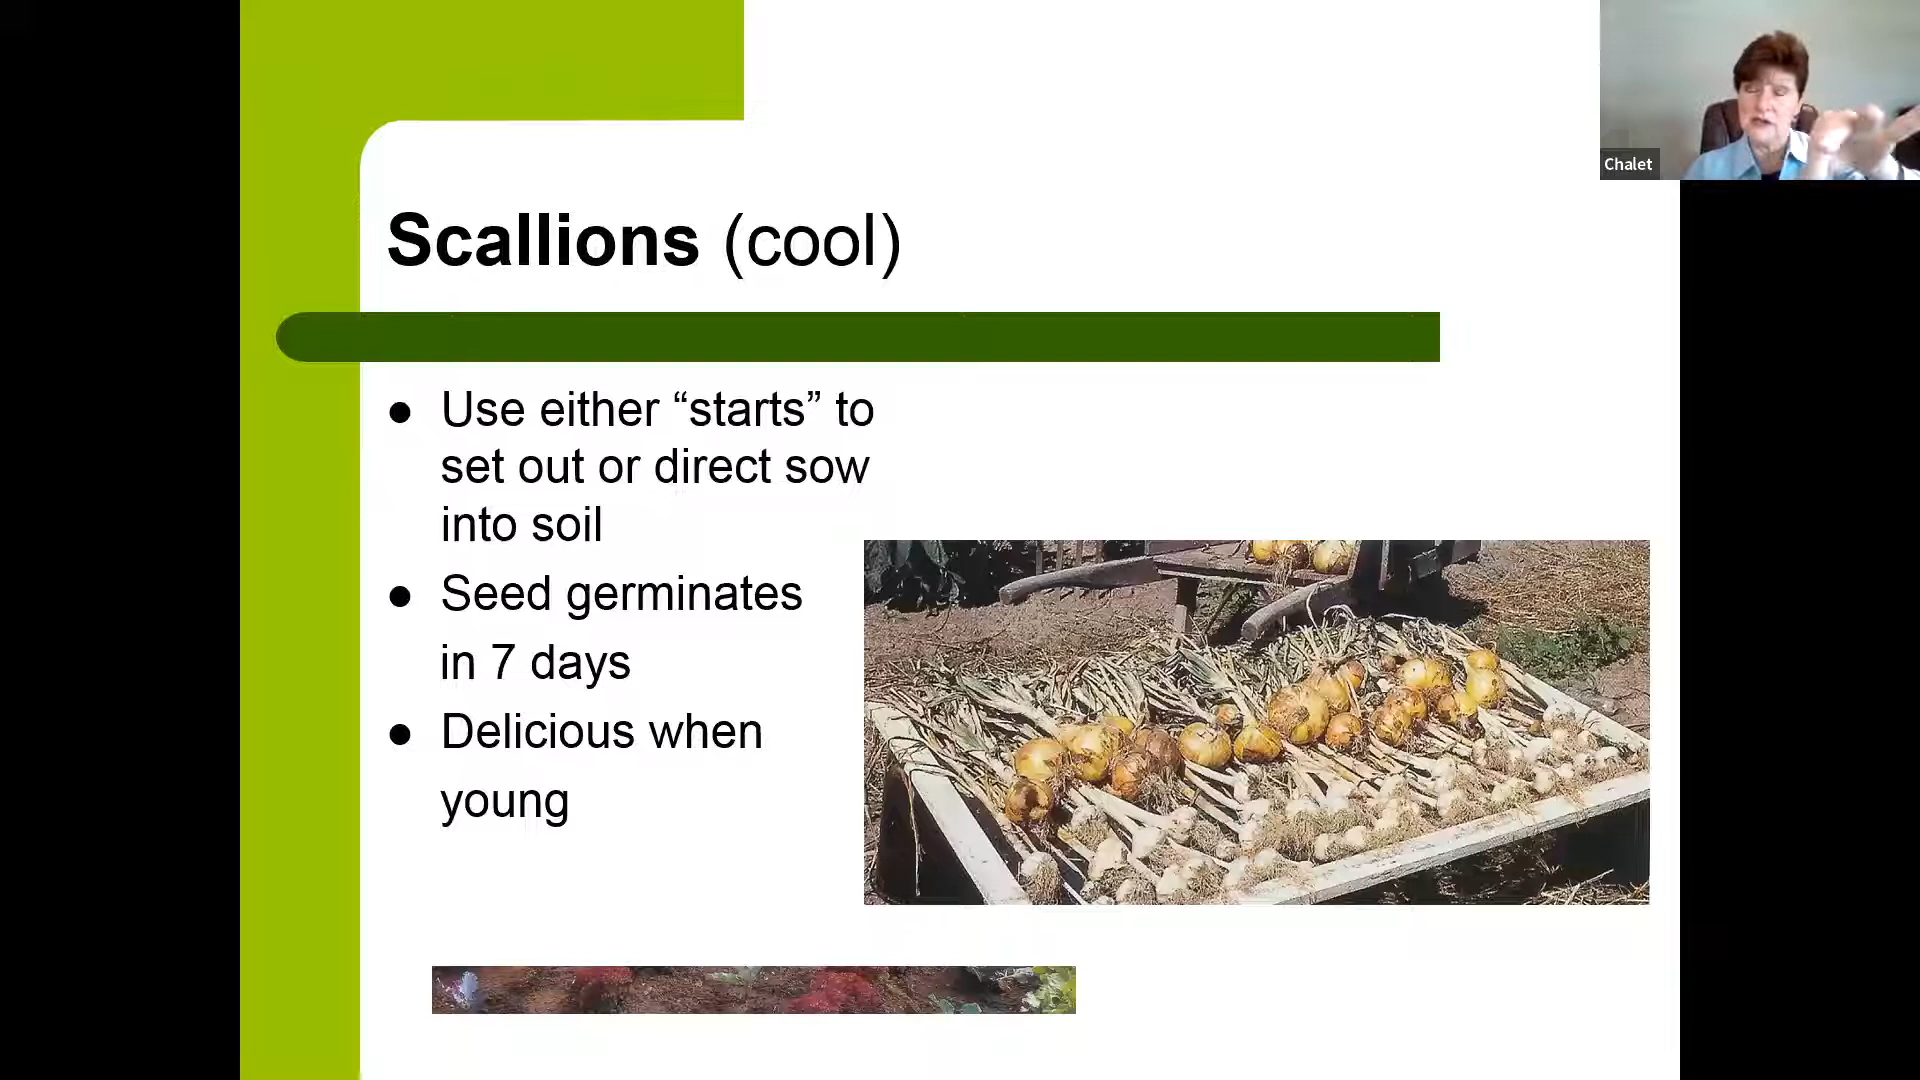 Chalet
Scallions (cool)
● Use either “starts” to
set out or direct sow
into soil
● Seed germinates
in 7 days
● Delicious when
young